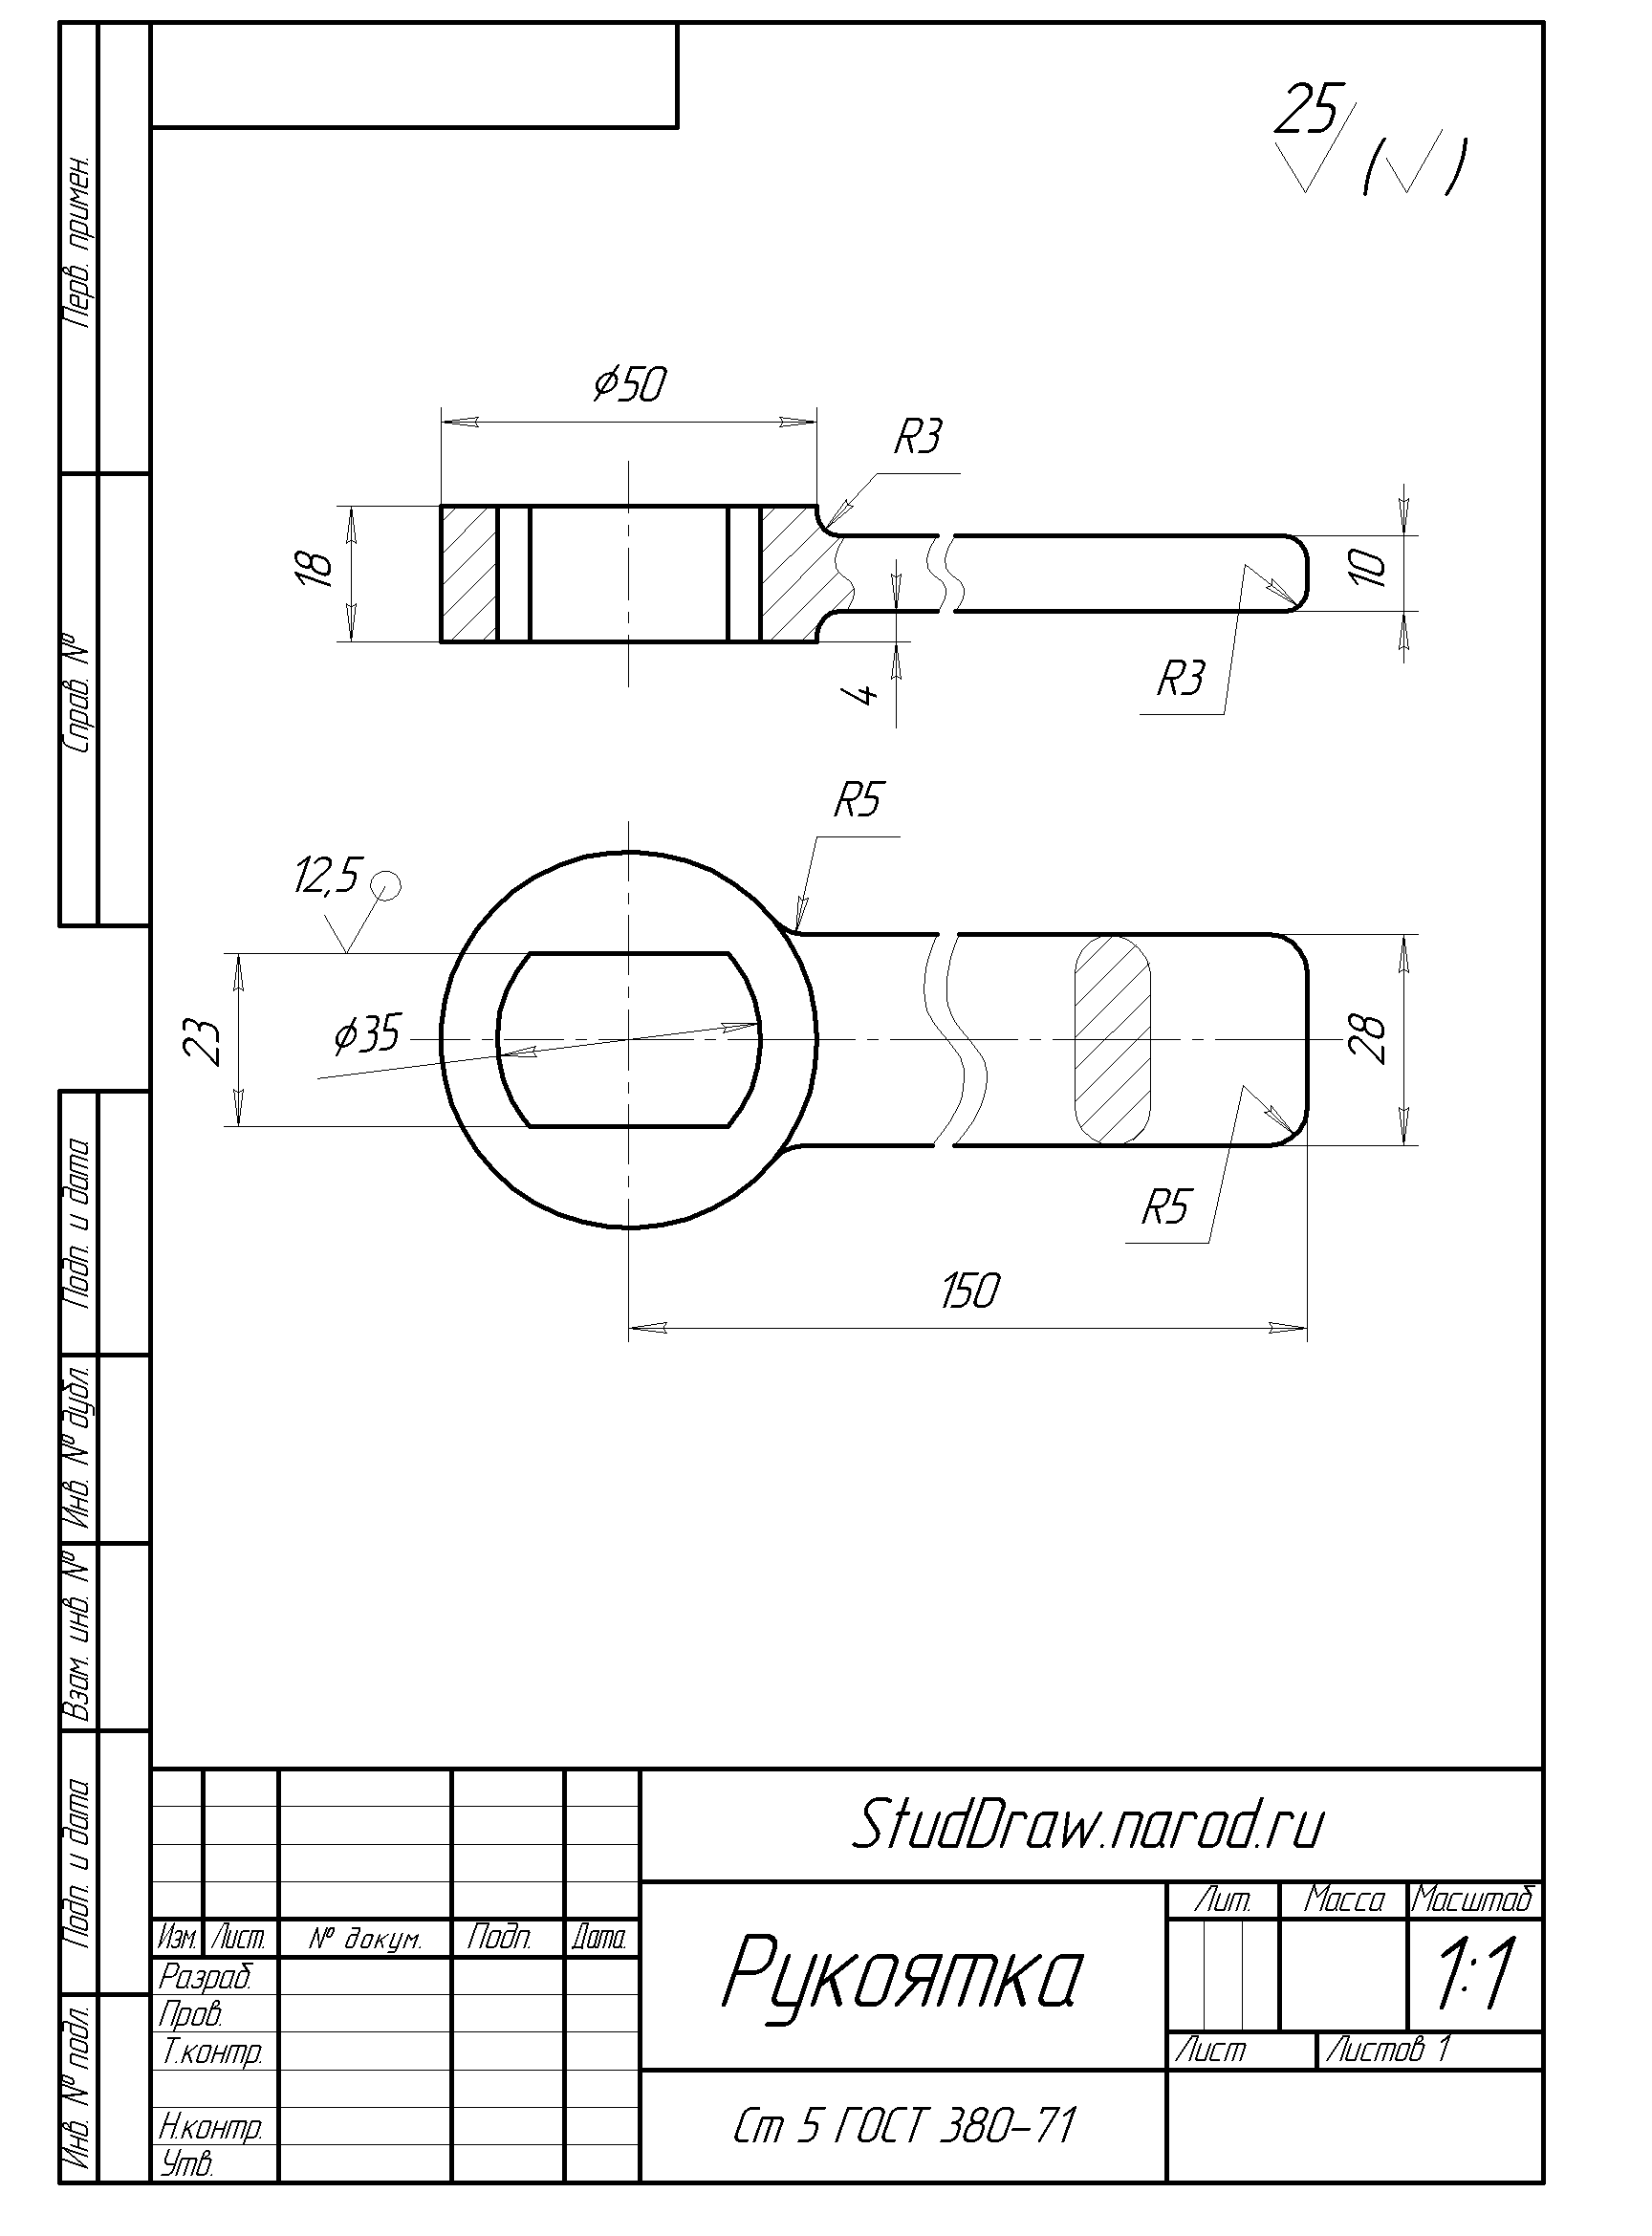 25
(√)
Перв. примен.
Справ. №
Подп. и дата
Инв. № дубл.
Взам. инв. №
Подп. и дата
Инв. № подл.
⌀50
R3
18
10
4
R3
R5
12,5
23
⌀35
28
R5
150
StudDraw.narod.ru
Лит. Масса Масштаб
Изм. Лист. № докум. Подп. Дата.
Разраб.
Пров.
Т.контр.
Н.контр.
Утв.
Рукоятка
1:1
Лист Листов 1
Ст 5 ГОСТ 380-71